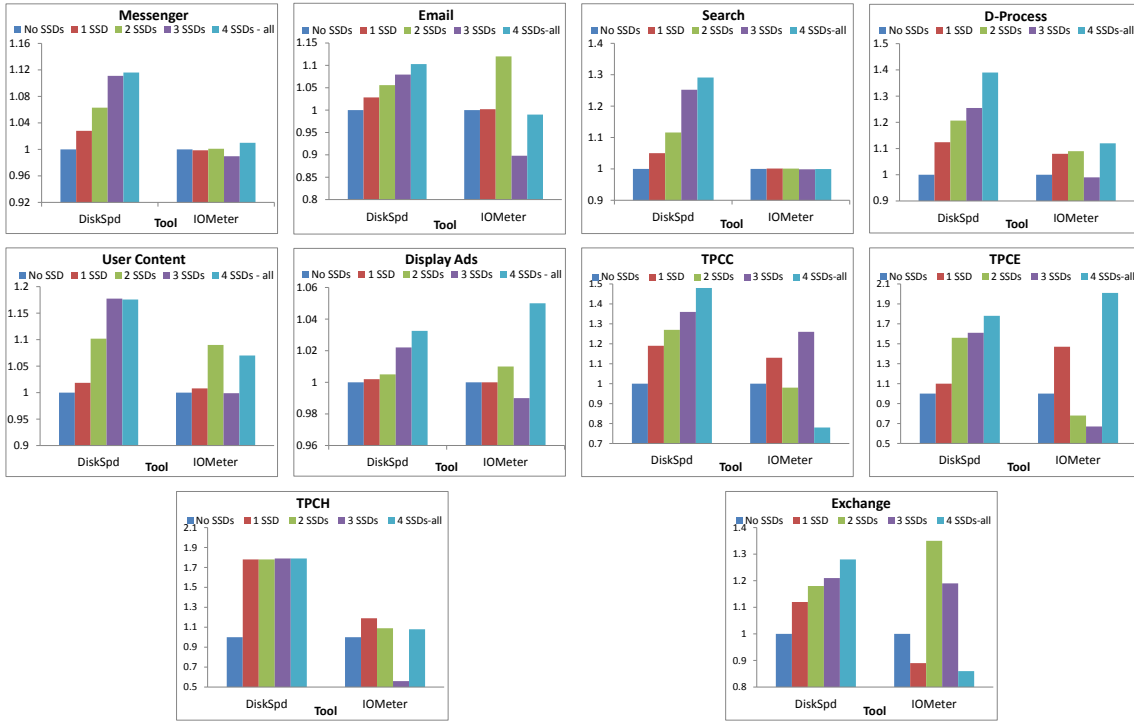 Messenger
No SSDs 1 SSD 2 SSDs 3 SSDs 4 SSDs - all
1.16
1.12
1.08
1.04
1
0.96
0.92
DiskSpd IOMeter
Tool
Email
No SSDs 1 SSD 2 SSDs 3 SSDs 4 SSDs-all
1.15
1.1
1.05
1
0.95
0.9
0.85
0.8
DiskSpd IOMeter
Tool
Search
No SSDs 1 SSD 2 SSDs 3 SSDs 4 SSDs-all
1.4
1.3
1.2
1.1
1
0.9
DiskSpd IOMeter
Tool
D-Process
No SSDs 1 SSD 2 SSDs 3 SSDs 4 SSDs-all
1.5
1.4
1.3
1.2
1.1
1
0.9
DiskSpd IOMeter
Tool
User Content
No SSD 1 SSD 2 SSDs 3 SSDs 4 SSDs - all
1.2
1.15
1.1
1.05
1
0.95
0.9
DiskSpd IOMeter
Tool
Display Ads
No SSDs 1 SSD 2 SSDs 3 SSDs 4 SSDs - all
1.06
1.04
1.02
1
0.98
0.96
DiskSpd IOMeter
Tool
TPCC
No SSDs 1 SSD 2 SSDs 3 SSDs 4 SSDs-all
1.5
1.4
1.3
1.2
1.1
1
0.9
0.8
0.7
DiskSpd IOMeter
Tool
TPCE
No SSDs 1 SSD 2 SSDs 3 SSDs 4 SSDs-all
2.1
1.9
1.7
1.5
1.3
1.1
0.9
0.7
0.5
DiskSpd IOMeter
Tool
TPCH
No SSDs 1 SSD 2 SSDs 3 SSDs 4 SSDs-all
2.1
1.9
1.7
1.5
1.3
1.1
0.9
0.7
0.5
DiskSpd IOMeter
Tool
Exchange
No SSDs 1 SSD 2 SSDs 3 SSDs 4 SSDs-all
1.4
1.3
1.2
1.1
1
0.9
0.8
DiskSpd IOMeter
Tool